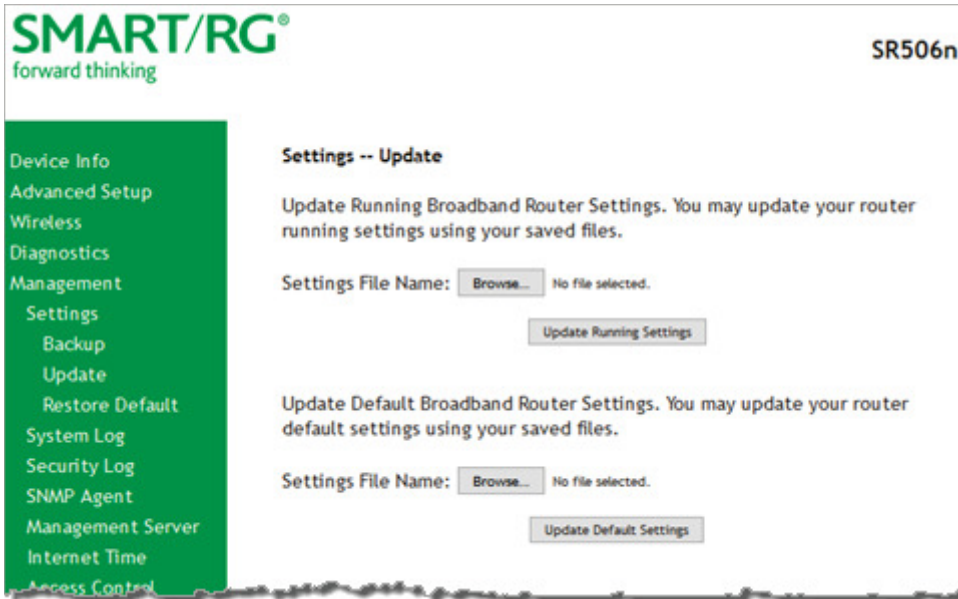 SMART/RG®
forward thinking
SR506n
Device Info
Advanced Setup
Wireless
Diagnostics
Management
Settings
Backup
Update
Restore Default
System Log
Security Log
SNMP Agent
Management Server
Internet Time
Access Control
Settings -- Update
Update Running Broadband Router Settings. You may update your router
running settings using your saved files.
Settings File Name: Browse... No file selected.
Update Running Settings
Update Default Broadband Router Settings. You may update your router
default settings using your saved files.
Settings File Name: Browse... No file selected.
Update Default Settings